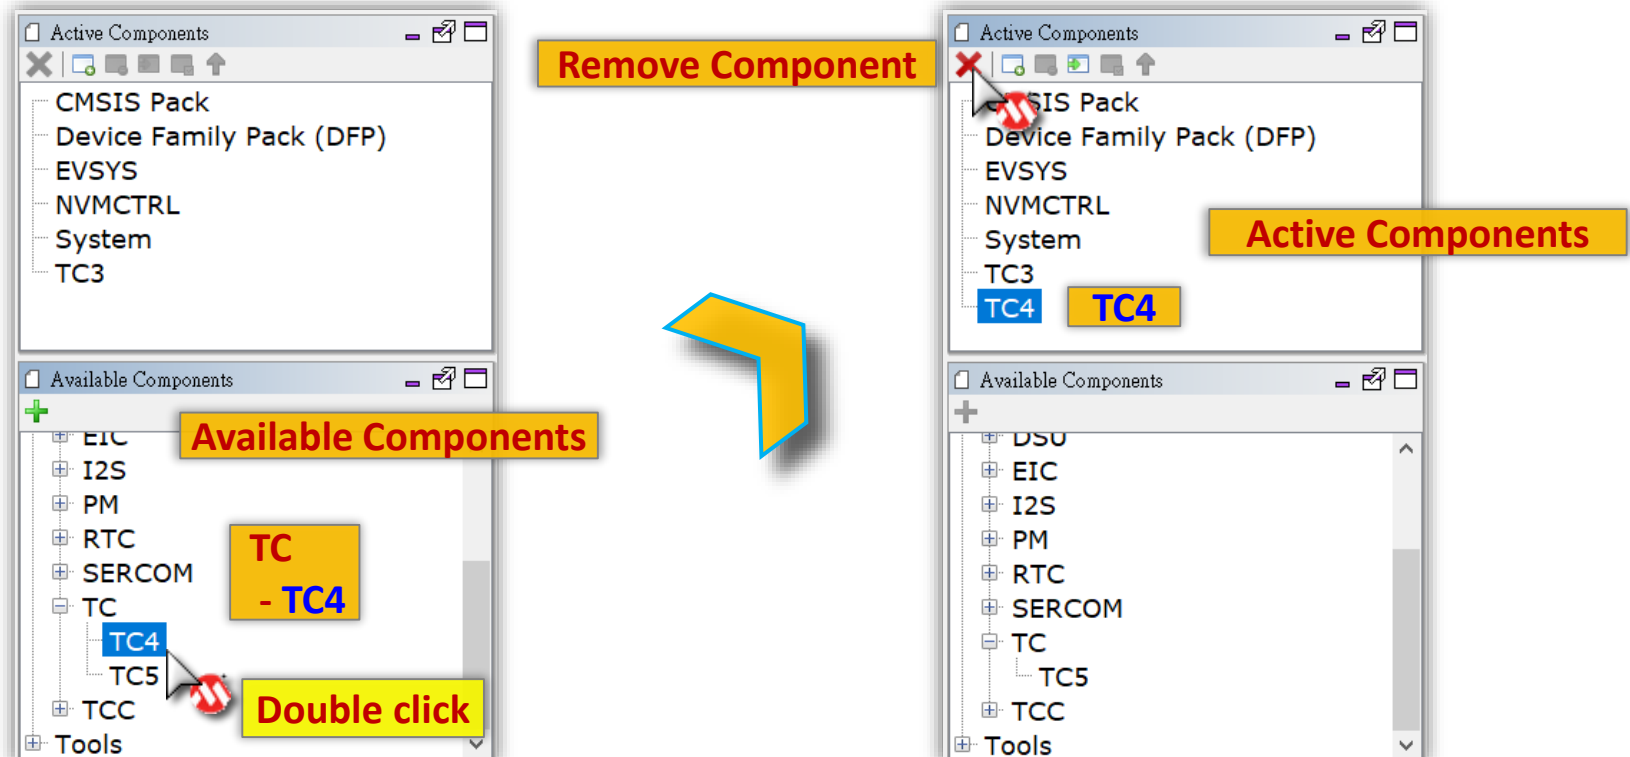 Active Components
CMSIS Pack
Device Family Pack (DFP)
EVSYS
NVMCTRL
System
TC3
Available Components
Available Components
EIC
I2S
PM
RTC
SERCOM
TC
TC4
TC5
TCC
Tools
TC
- TC4
Double click
Remove Component
Active Components
SIS Pack
Device Family Pack (DFP)
EVSYS
NVMCTRL
System
TC3
TC4
Active Components
TC4
Available Components
DSU
EIC
I2S
PM
RTC
SERCOM
TC
TC5
TCC
Tools